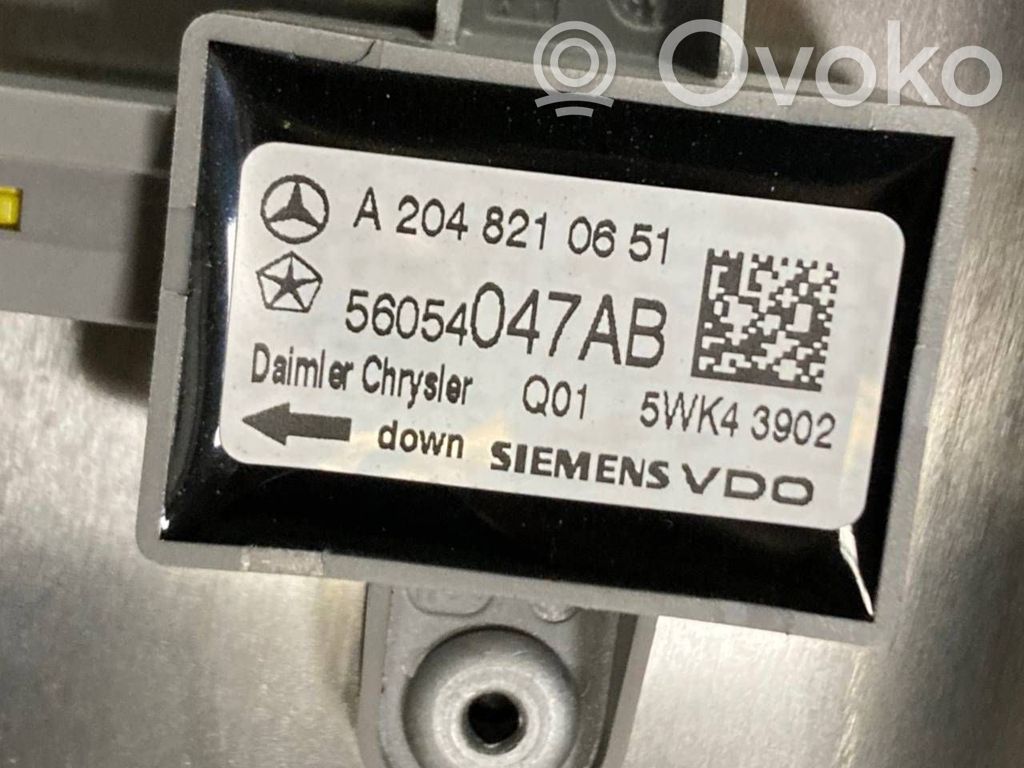 Ovoko
A 204 821 06 51
56054047AB
Daimler Chrysler Q01 5WK4 3902
down SIEMENS VDO